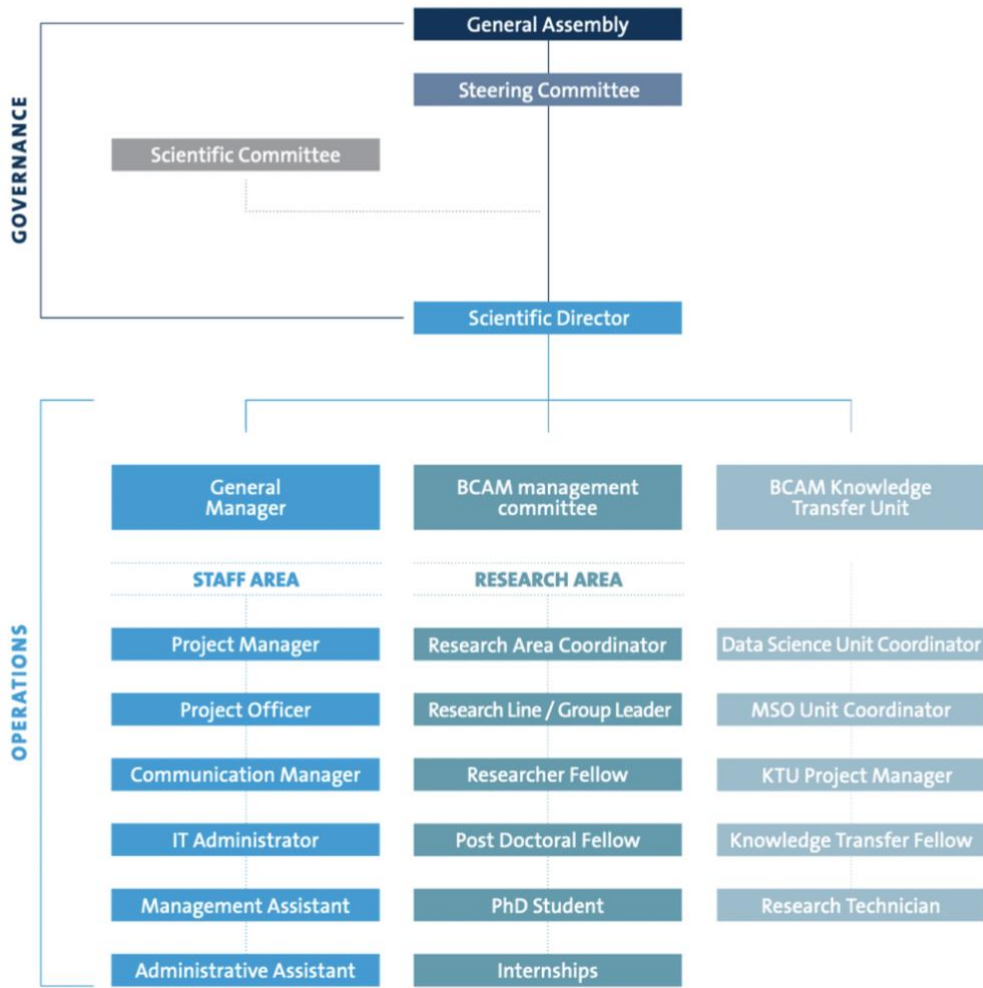 GOVERNANCE
General Assembly
Steering Committee
Scientific Committee
Scientific Director
OPERATIONS
General
Manager
STAFF AREA
Project Manager
Project Officer
Communication Manager
IT Administrator
Management Assistant
Administrative Assistant
BCAM management
committee
RESEARCH AREA
Research Area Coordinator
Research Line / Group Leader
Researcher Fellow
Post Doctoral Fellow
PhD Student
Internships
BCAM Knowledge
Transfer Unit
Data Science Unit Coordinator
MSO Unit Coordinator
KTU Project Manager
Knowledge Transfer Fellow
Research Technician